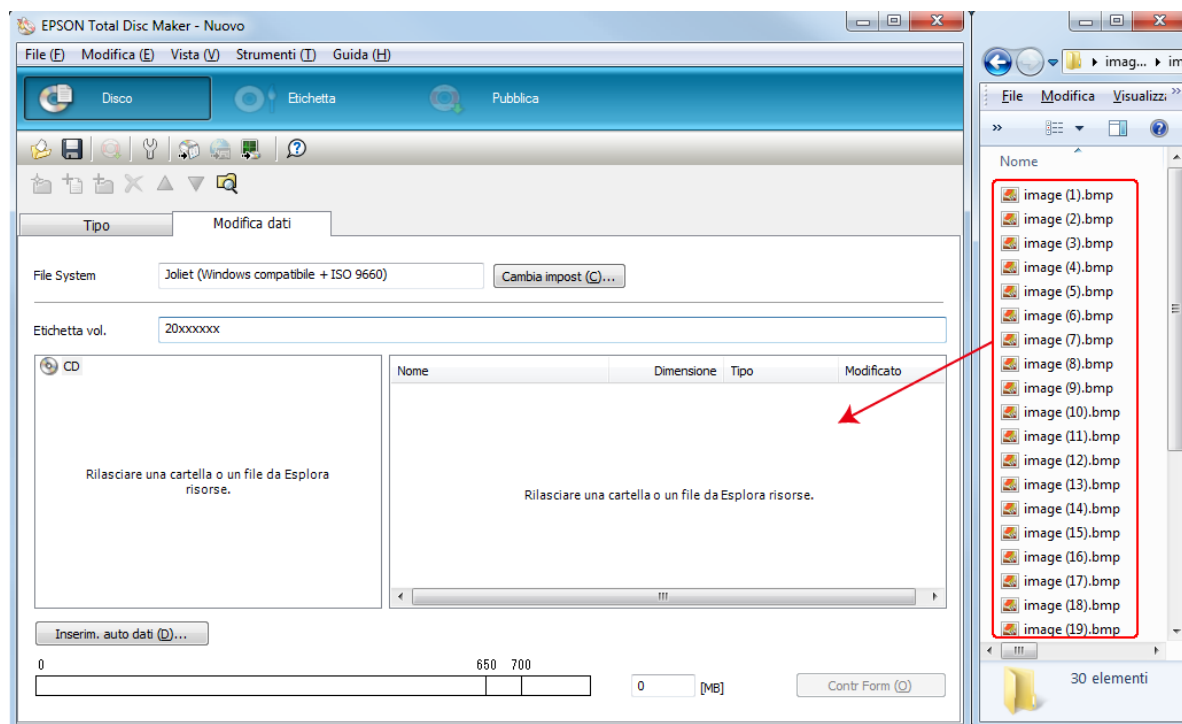 EPSON Total Disc Maker - Nuovo
File (F) Modifica (E) Vista (V) Strumenti (T) Guida (H)
Disco Etichetta Pubblica
Tipo Modifica dati
File System Joliet (Windows compatibile + ISO 9660) Cambia impost (C)...
Etichetta vol. 20xxxxxx
CD
Rilasciare una cartella o un file da Esplora
risorse.
Nome Dimensione Tipo Modificato
Rilasciare una cartella o un file da Esplora risorse.
Inserim. auto dati (D)...
0 650 700
0 [MB] Contr Form (O)
imag... im
File Modifica Visualizza
Nome
image (1).bmp
image (2).bmp
image (3).bmp
image (4).bmp
image (5).bmp
image (6).bmp
image (7).bmp
image (8).bmp
image (9).bmp
image (10).bmp
image (11).bmp
image (12).bmp
image (13).bmp
image (14).bmp
image (15).bmp
image (16).bmp
image (17).bmp
image (18).bmp
image (19).bmp
30 elementi